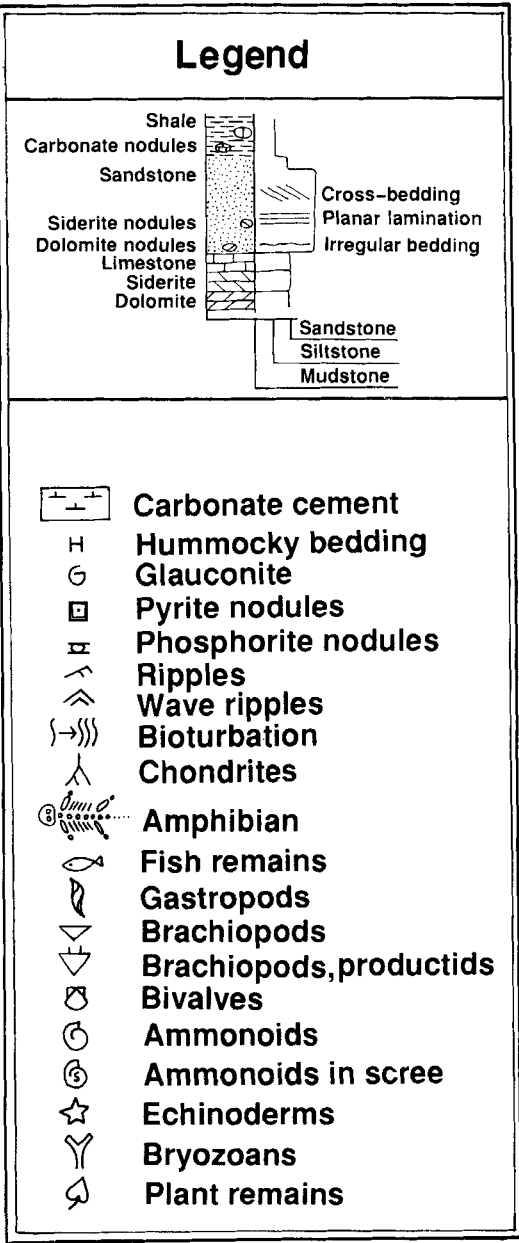 Legend
Shale
Carbonate nodules
Sandstone
Cross-bedding
Siderite nodules
Planar lamination
Dolomite nodules
Irregular bedding
Limestone
Siderite
Dolomite
Sandstone
Siltstone
Mudstone
Carbonate cement
H Hummocky bedding
G Glauconite
Pyrite nodules
Phosphorite nodules
Ripples
Wave ripples
Bioturbation
Chondrites
Amphibian
Fish remains
Gastropods
Brachiopods
Brachiopods,productids
Bivalves
Ammonoids
Ammonoids in scree
Echinoderms
Bryozoans
Plant remains